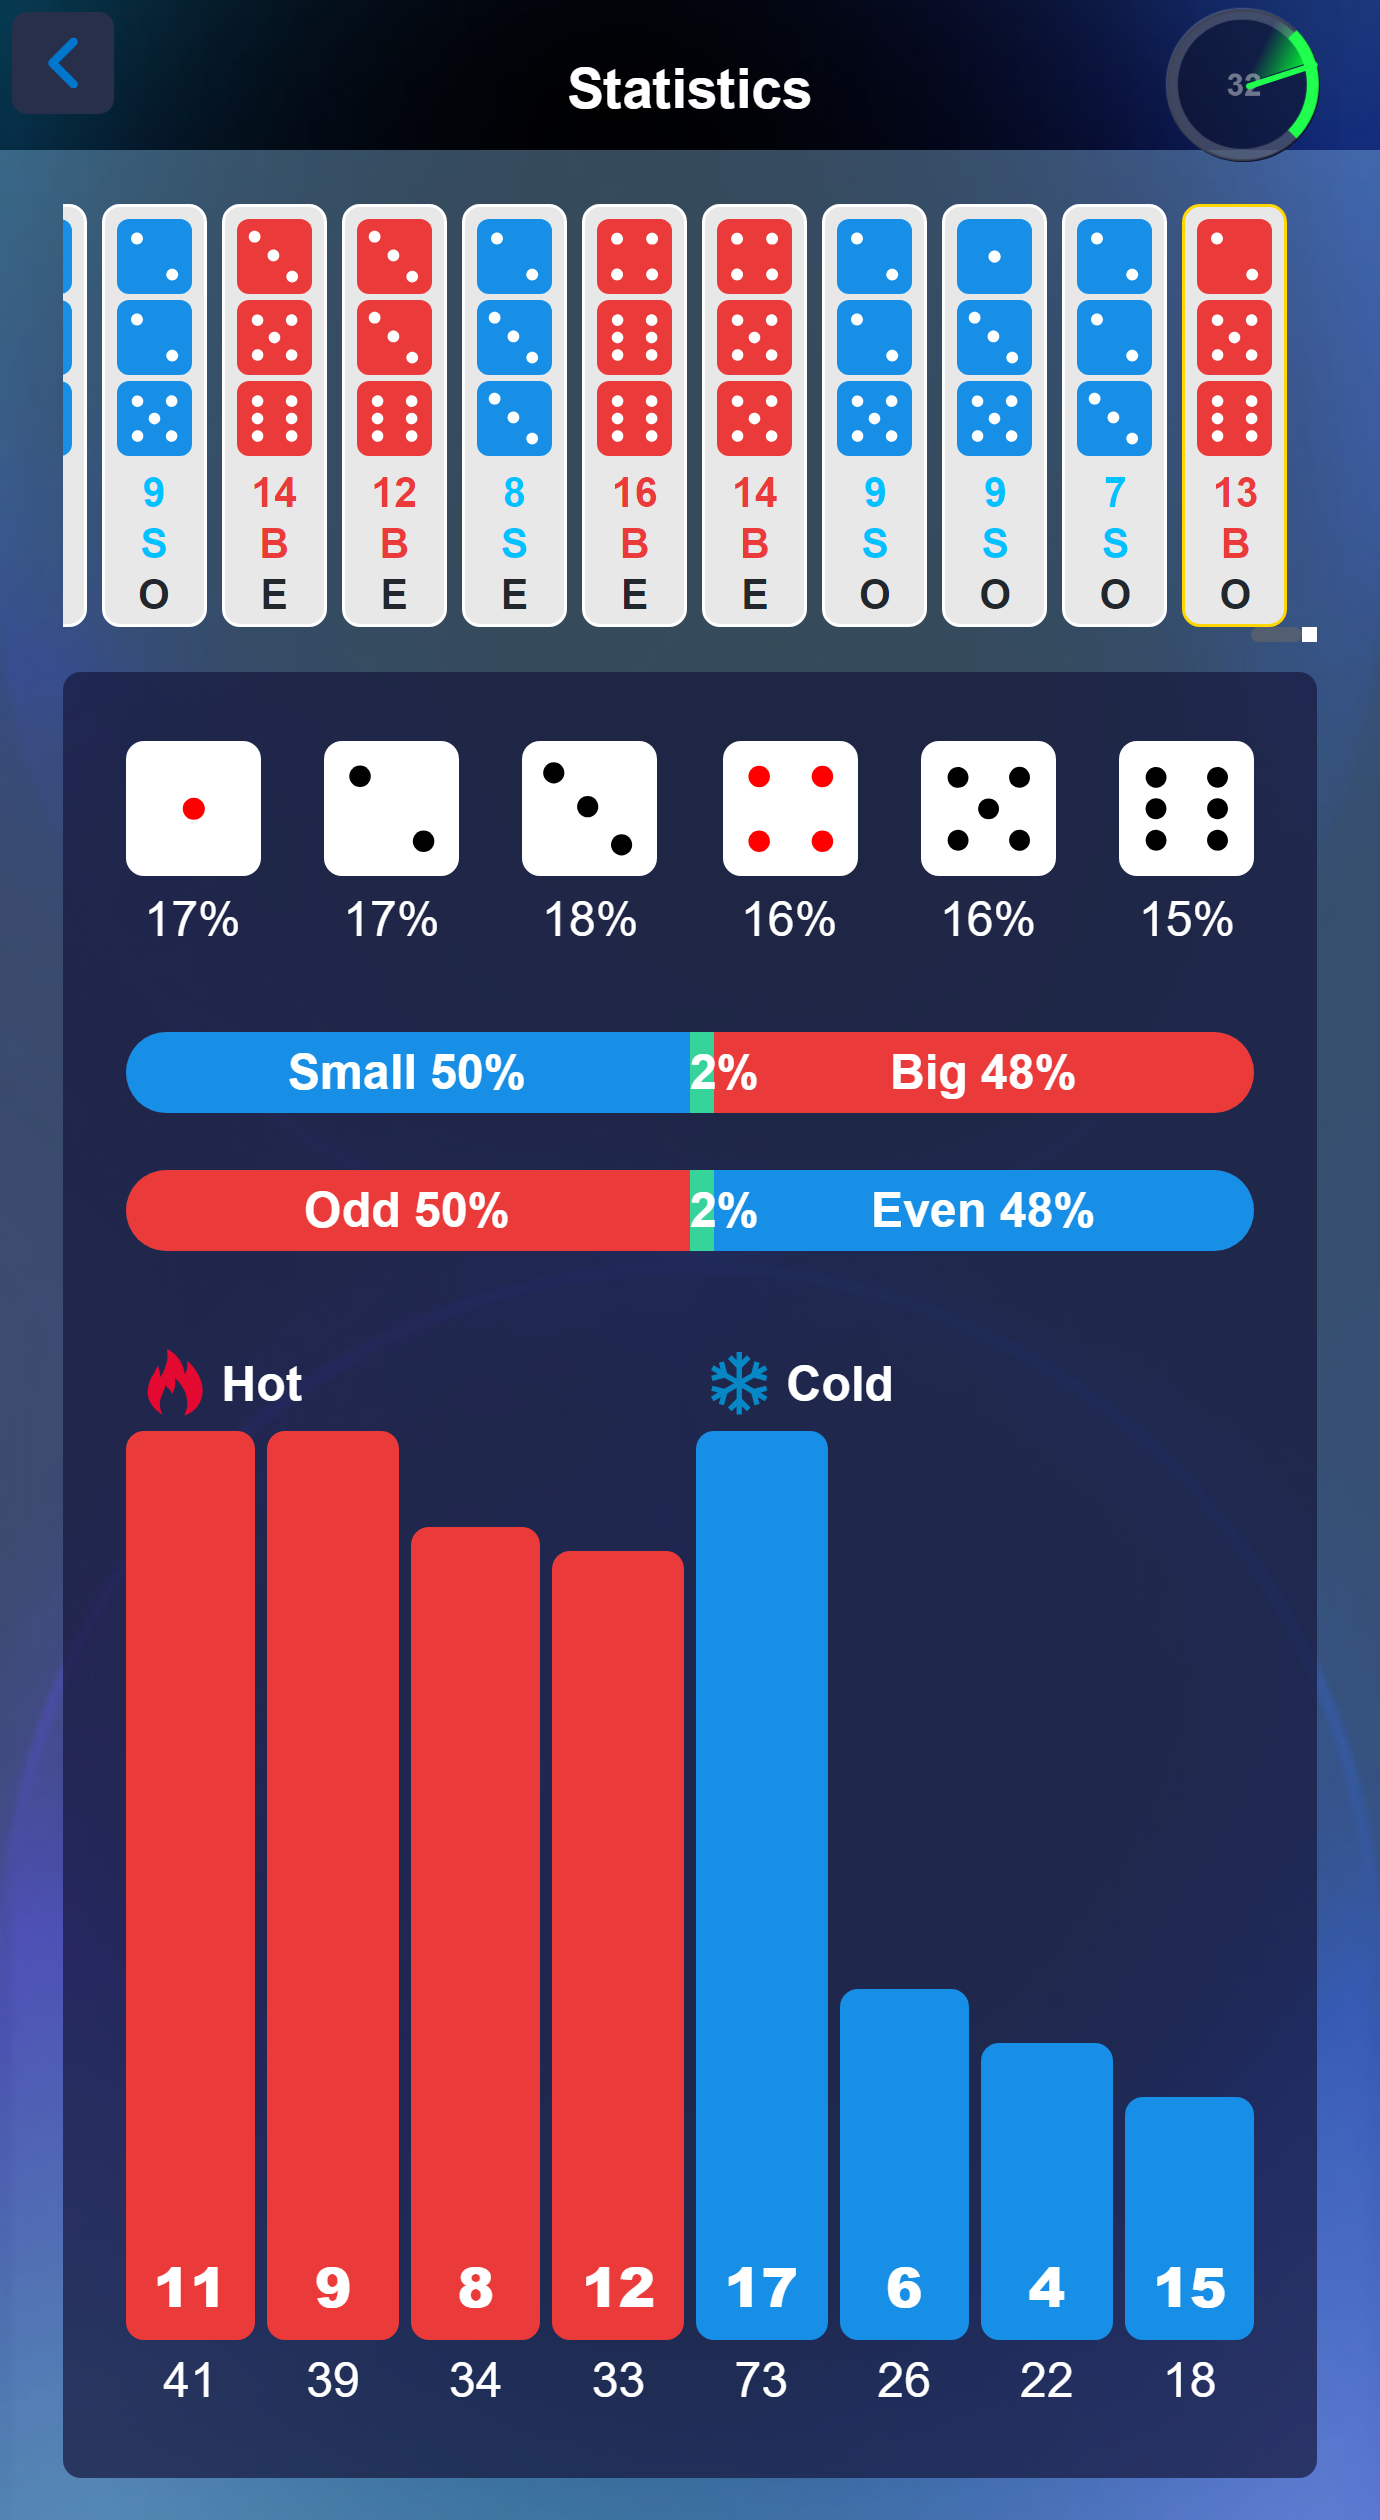 Statistics
32
9 14 12 8 16 14 9 9 7 13
S B B S B B S S S B
O E E E E E O O O O
17% 17% 18% 16% 16% 15%
Small 50% 2% Big 48%
Odd 50% 2% Even 48%
Hot Cold
11 9 8 12 17 6 4 15
41 39 34 33 73 26 22 18